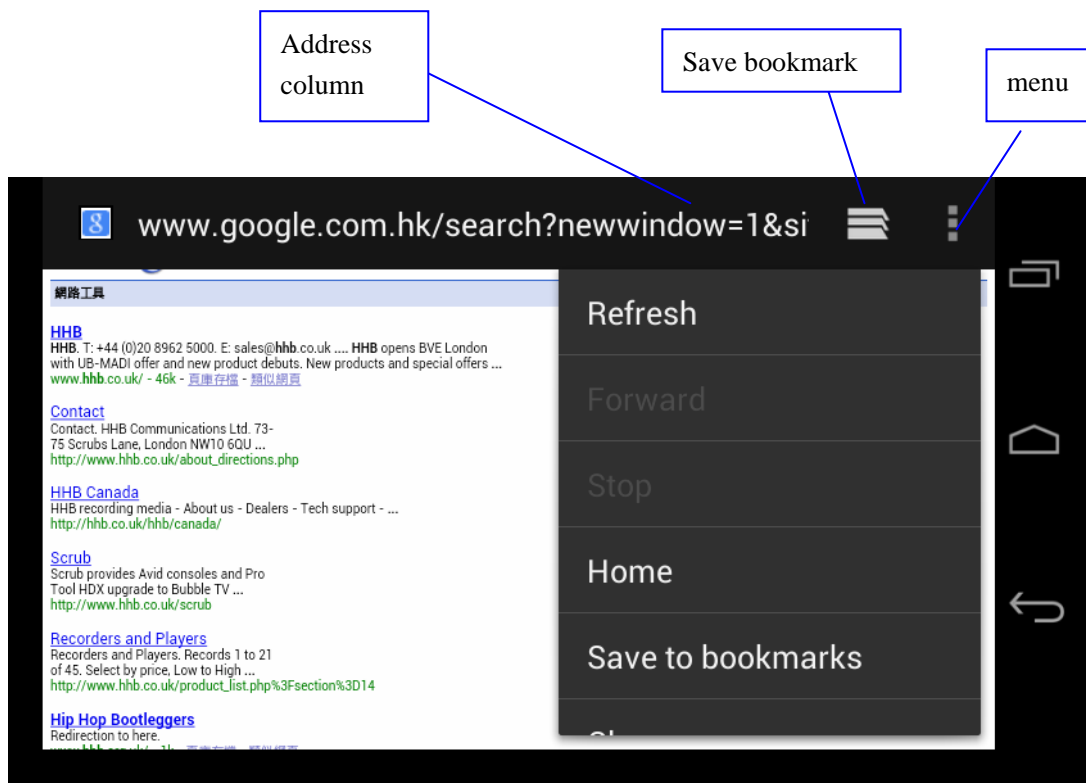 Address
column
Save bookmark
menu
8 www.google.com.hk/search?newwindow=1&si
網路工具
HHB
HHB. T: +44 (0)20 8962 5000. E: sales@hhb.co.uk .... HHB opens BVE London
with UB-MADI offer and new product debuts. New products and special offers ...
www.hhb.co.uk/ - 46k - 頁庫存檔 - 類似網頁
Contact
Contact. HHB Communications Ltd. 73-
75 Scrubs Lane, London NW10 6QU ...
http://www.hhb.co.uk/about_directions.php
HHB Canada
HHB recording media - About us - Dealers - Tech support - ...
http://hhb.co.uk/hhb/canada/
Scrub
Scrub provides Avid consoles and Pro
Tool HDX upgrade to Bubble TV ...
http://www.hhb.co.uk/scrub
Recorders and Players
Recorders and Players. Records 1 to 21
of 45. Select by price, Low to High ...
http://www.hhb.co.uk/product_list.php%3Fsection%3D14
Hip Hop Bootleggers
Redirection to here.
Refresh
Forward
Stop
Home
Save to bookmarks